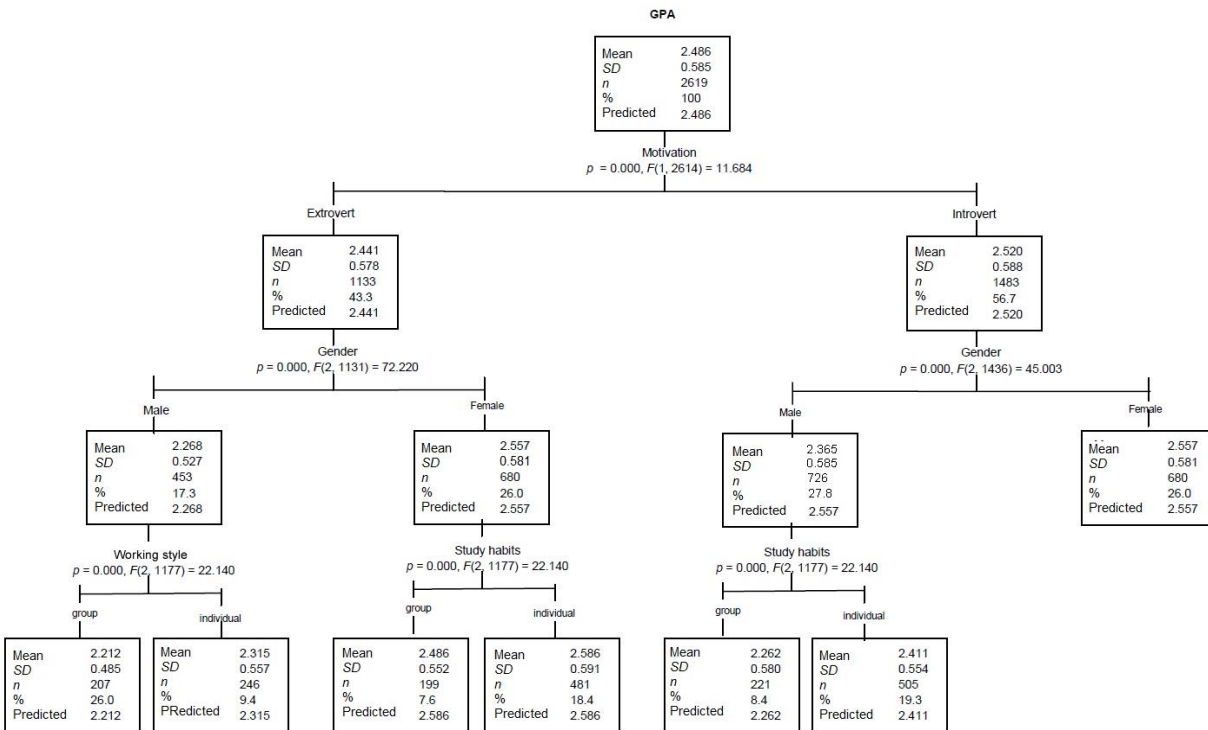 GPA
Mean 2.486
SD 0.585
n 2619
% 100
Predicted 2.486
Motivation
p = 0.000, F(1, 2614) = 11.684
Extrovert
Introvert
Mean 2.441
SD 0.578
n 1133
% 43.3
Predicted 2.441
Mean 2.520
SD 0.588
n 1483
% 56.7
Predicted 2.520
Gender
p = 0.000, F(2, 1131) = 72.220
Gender
p = 0.000, F(2, 1436) = 45.003
Male
Female
Male
Female
Mean 2.268
SD 0.527
n 453
% 17.3
Predicted 2.268
Mean 2.557
SD 0.581
n 680
% 26.0
Predicted 2.557
Mean 2.365
SD 0.585
n 726
% 27.8
Predicted 2.557
Mean 2.557
SD 0.581
n 680
% 26.0
Predicted 2.557
Working style
p = 0.000, F(2, 1177) = 22.140
Study habits
p = 0.000, F(2, 1177) = 22.140
Study habits
p = 0.000, F(2, 1177) = 22.140
group
individual
group
individual
group
individual
Mean 2.212
SD 0.485
n 207
% 26.0
Predicted 2.212
Mean 2.315
SD 0.557
n 246
% 9.4
PRedicted 2.315
Mean 2.486
SD 0.552
n 199
% 7.6
Predicted 2.586
Mean 2.586
SD 0.591
n 481
% 18.4
Predicted 2.586
Mean 2.262
SD 0.580
n 221
% 8.4
Predicted 2.262
Mean 2.411
SD 0.554
n 505
% 19.3
Predicted 2.411